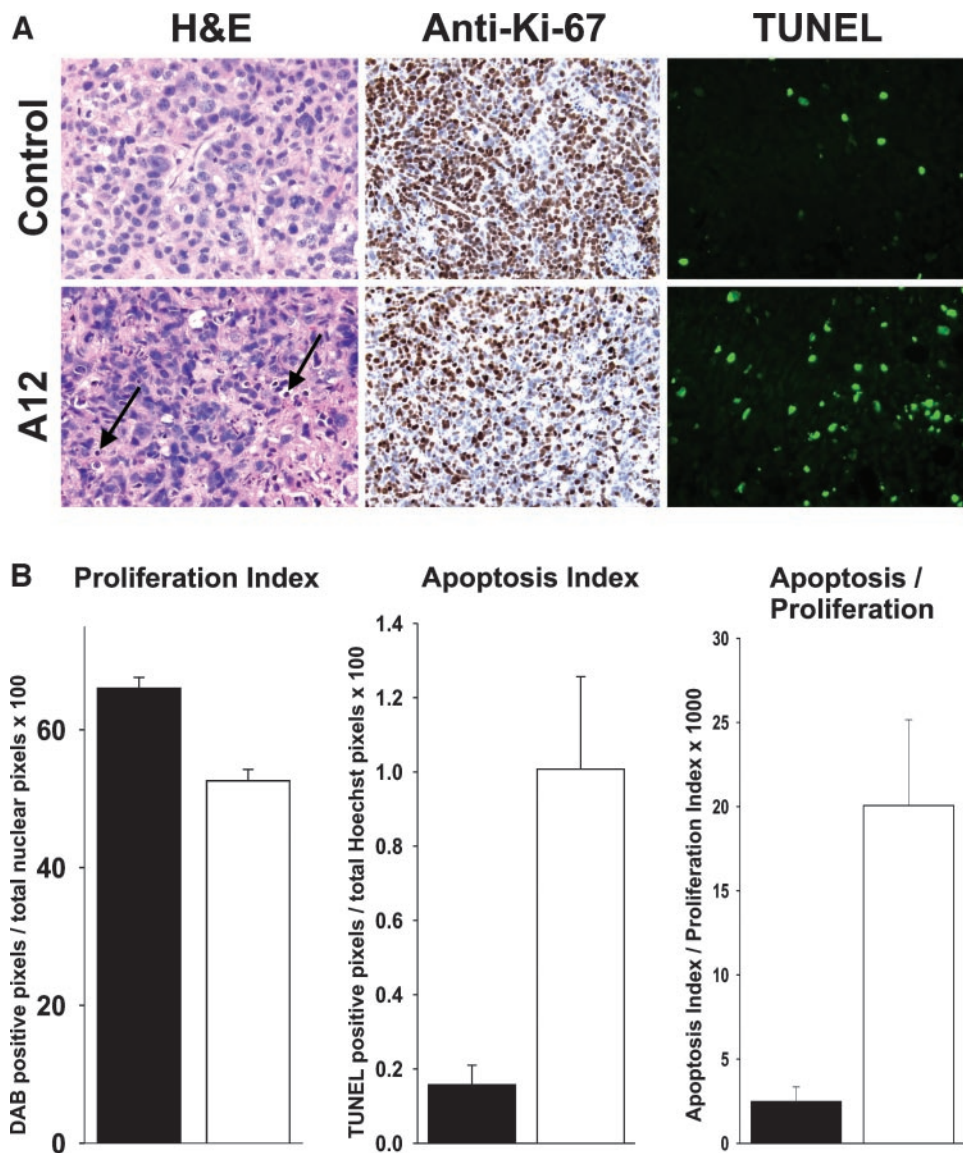 A
H&E
Anti-Ki-67
TUNEL
Control
A12
B
Proliferation Index
DAB positive pixels / total nuclear pixels x 100
60
40
20
0
Apoptosis Index
TUNEL positive pixels / total Hoechst pixels x 100
1.4
1.2
1.0
0.8
0.6
0.4
0.2
0.0
Apoptosis /
Proliferation
Apoptosis Index / Proliferation Index x 1000
30
25
20
15
10
5
0